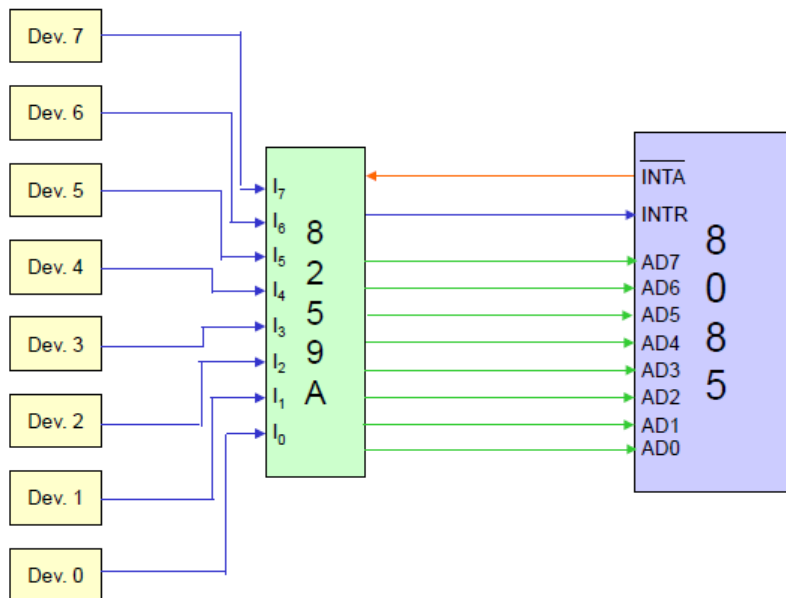 Dev. 7
Dev. 6
Dev. 5
Dev. 4
Dev. 3
Dev. 2
Dev. 1
Dev. 0
I₇
I₆
I₅
I₄
I₃
I₂
I₁
I₀
8
2
5
9
A
I̅N̅T̅A̅
INTR
AD7
AD6
AD5
AD4
AD3
AD2
AD1
AD0
8
0
8
5